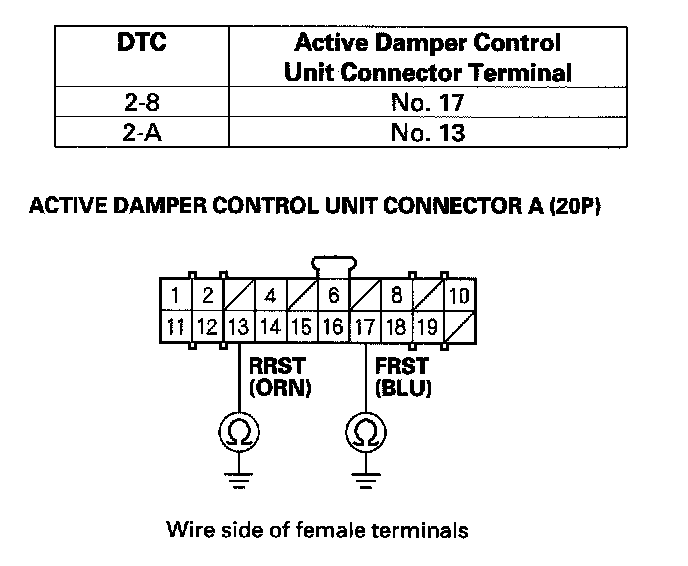 DTC Active Damper Control
Unit Connector Terminal
2-8 No. 17
2-A No. 13
ACTIVE DAMPER CONTROL UNIT CONNECTOR A (20P)
1 2 4 6 8 10
11 12 13 14 15 16 17 18 19
RRST FRST
(ORN) (BLU)
Ω Ω
Wire side of female terminals